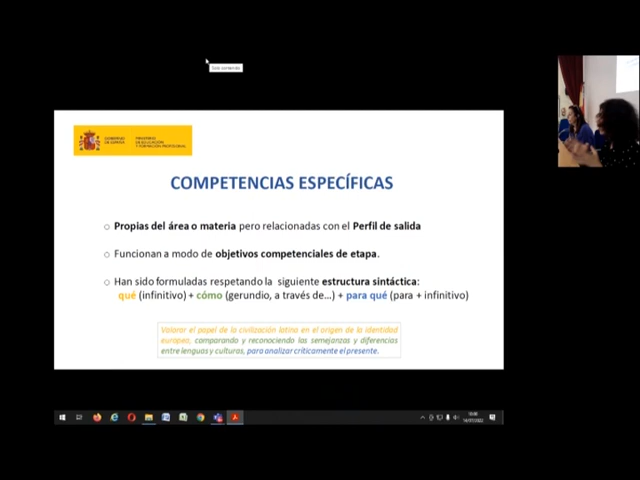 GOBIERNO
DE ESPAÑA
MINISTERIO
DE EDUCACIÓN
Y FORMACIÓN PROFESIONAL
COMPETENCIAS ESPECÍFICAS
○ Propias del área o materia pero relacionadas con el Perfil de salida
○ Funcionan a modo de objetivos competenciales de etapa.
○ Han sido formuladas respetando la siguiente estructura sintáctica:
qué (infinitivo) + cómo (gerundio, a través de…) + para qué (para + infinitivo)
Valorar el papel de la civilización latina en el origen de la identidad
europea, comparando y reconociendo las semejanzas y diferencias
entre lenguas y culturas, para analizar críticamente el presente.